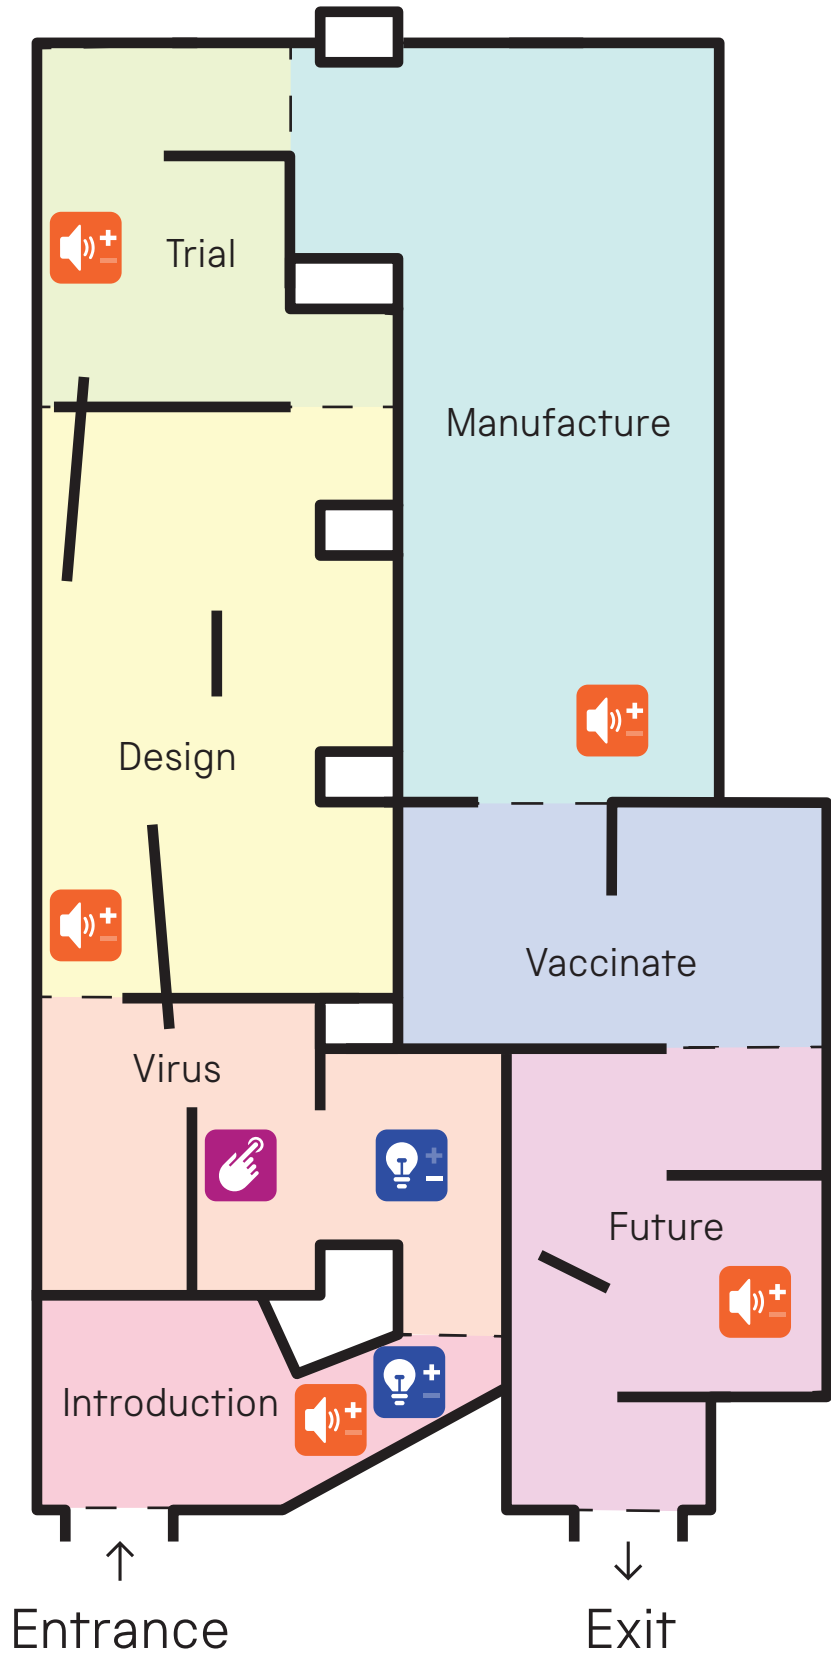 Trial
Manufacture
Design
Vaccinate
Virus
Future
Introduction
Entrance
Exit